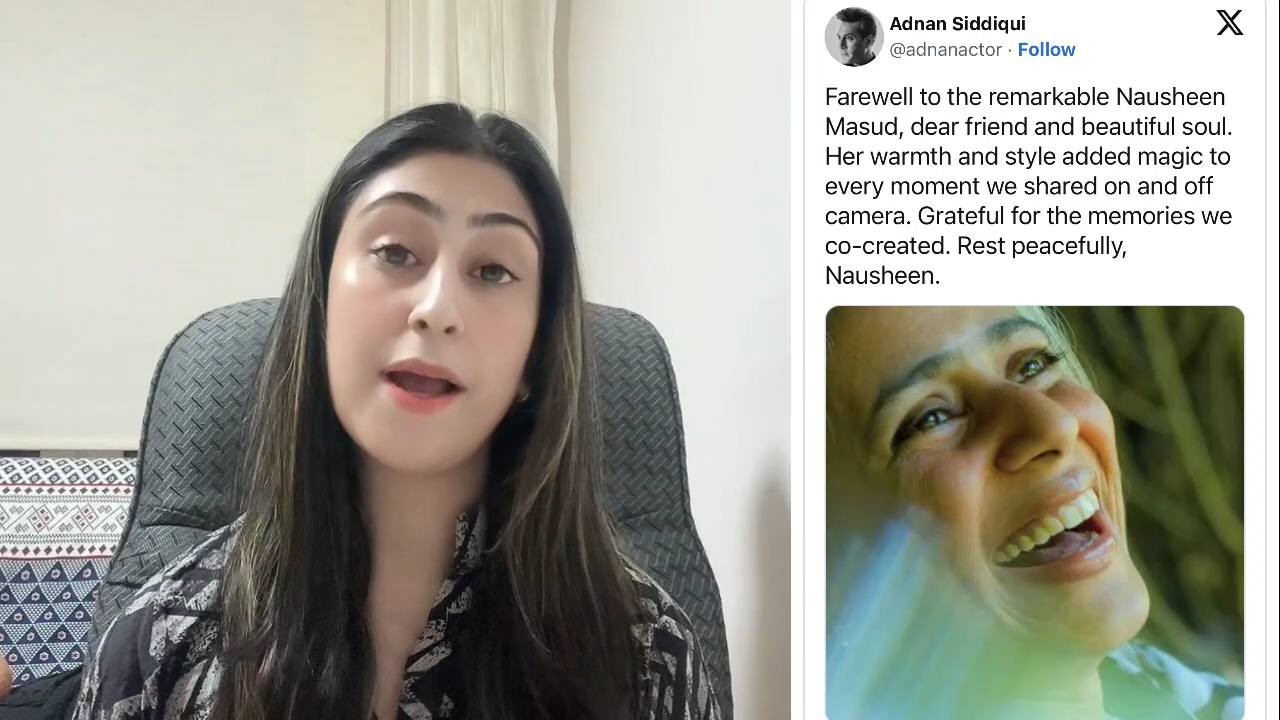 Adnan Siddiqui
@adnanactor · Follow
Farewell to the remarkable Nausheen
Masud, dear friend and beautiful soul.
Her warmth and style added magic to
every moment we shared on and off
camera. Grateful for the memories we
co-created. Rest peacefully,
Nausheen.